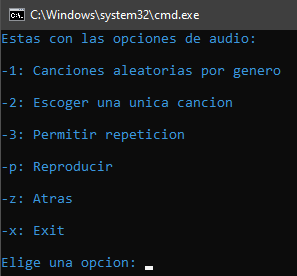 C:\Windows\system32\cmd.exe
Estas con las opciones de audio:
-1: Canciones aleatorias por genero
-2: Escoger una unica cancion
-3: Permitir repeticion
-p: Reproducir
-z: Atras
-x: Exit
Elige una opcion: